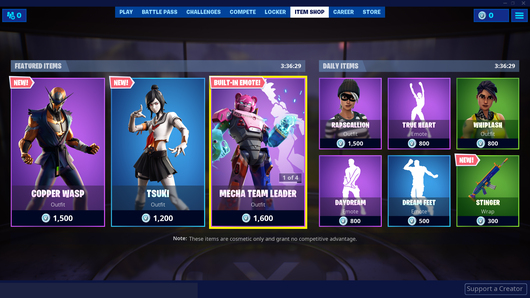 0
PLAY BATTLE PASS CHALLENGES COMPETE LOCKER ITEM SHOP CAREER STORE
0
FEATURED ITEMS 3:36:29
DAILY ITEMS 3:36:29
NEW!
COPPER WASP
Outfit
1,500
NEW!
TSUKI
Outfit
1,200
BUILT-IN EMOTE!
1 of 4
MECHA TEAM LEADER
Outfit
1,600
RAPSCALLION
Outfit
1,500
TRUE HEART
Emote
800
WHIPLASH
Outfit
800
DAYDREAM
Emote
800
DREAM FEET
Emote
500
NEW!
STINGER
Wrap
300
Note: These items are cosmetic only and grant no competitive advantage.
Support a Creator